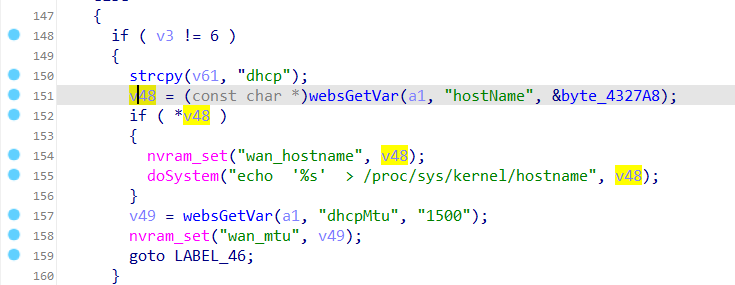 147 {
148 if ( v3 != 6 )
149 {
150 strcpy(v61, "dhcp");
151 v48 = (const char *)websGetVar(a1, "hostName", &byte_4327A8);
152 if ( *v48 )
153 {
154 nvram_set("wan_hostname", v48);
155 doSystem("echo  '%s'  > /proc/sys/kernel/hostname", v48);
156 }
157 v49 = websGetVar(a1, "dhcpMtu", "1500");
158 nvram_set("wan_mtu", v49);
159 goto LABEL_46;
160 }